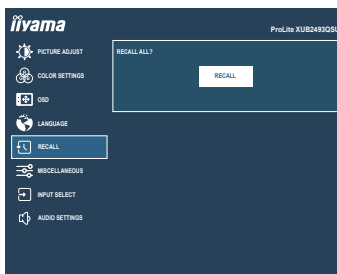 iiyama
ProLite XUB2493QSU
PICTURE ADJUST
RECALL ALL?
RECALL
COLOR SETTINGS
OSD
LANGUAGE
RECALL
MISCELLANEOUS
INPUT SELECT
AUDIO SETTINGS